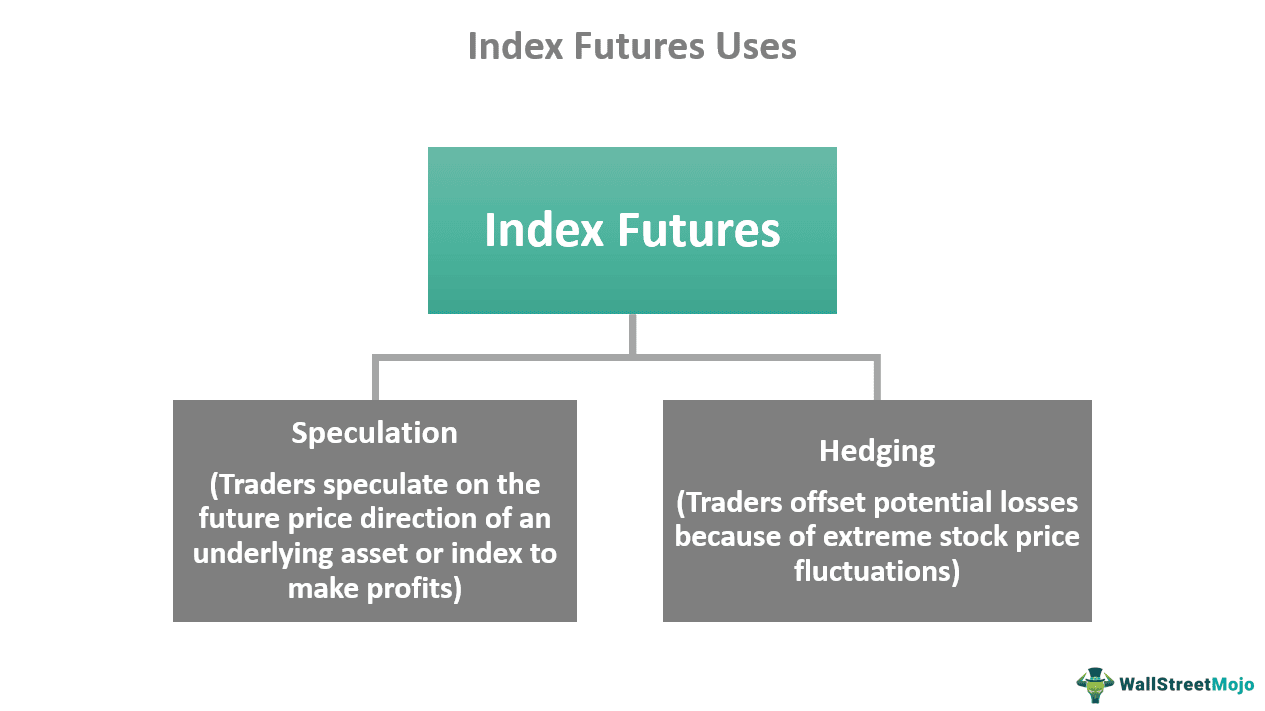 Index Futures Uses
Index Futures
Speculation
(Traders speculate on the
future price direction of an
underlying asset or index to
make profits)
Hedging
(Traders offset potential losses
because of extreme stock price
fluctuations)
WallStreetMojo